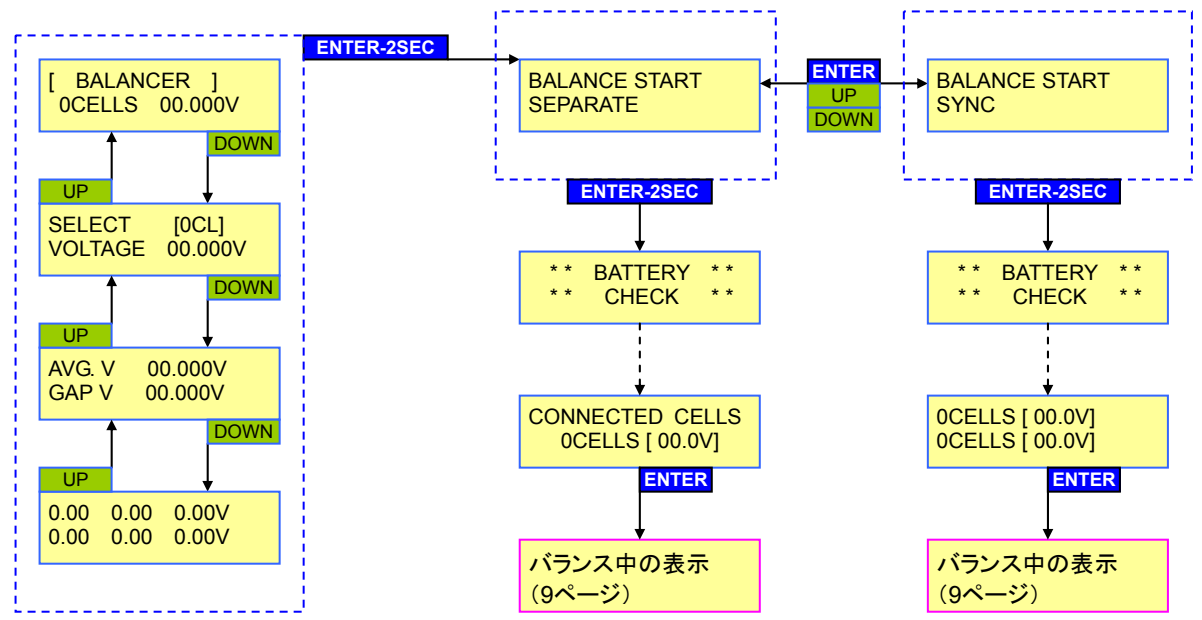 [ BALANCER ]
0CELLS 00.000V
DOWN
UP
SELECT [0CL]
VOLTAGE 00.000V
DOWN
UP
AVG. V 00.000V
GAP V 00.000V
DOWN
UP
0.00 0.00 0.00V
0.00 0.00 0.00V
ENTER-2SEC
BALANCE START
SEPARATE
ENTER
UP
DOWN
BALANCE START
SYNC
ENTER-2SEC
** BATTERY **
** CHECK **
CONNECTED CELLS
0CELLS [ 00.0V]
ENTER
バランス中の表示
(9ページ)
ENTER-2SEC
** BATTERY **
** CHECK **
0CELLS [ 00.0V]
0CELLS [ 00.0V]
ENTER
バランス中の表示
(9ページ)